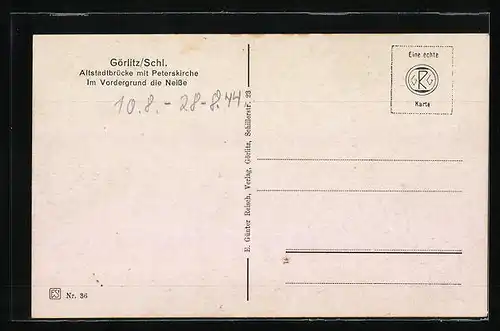 Görlitz/Schl.
Altstadtbrücke mit Peterskirche
Im Vordergrund die Neiße
10.8. - 28-8.44
E. Günter Reisch, Verlag, Görlitz, Schillerstr. 23
Eine echte
G R G
Karte
Nr. 36